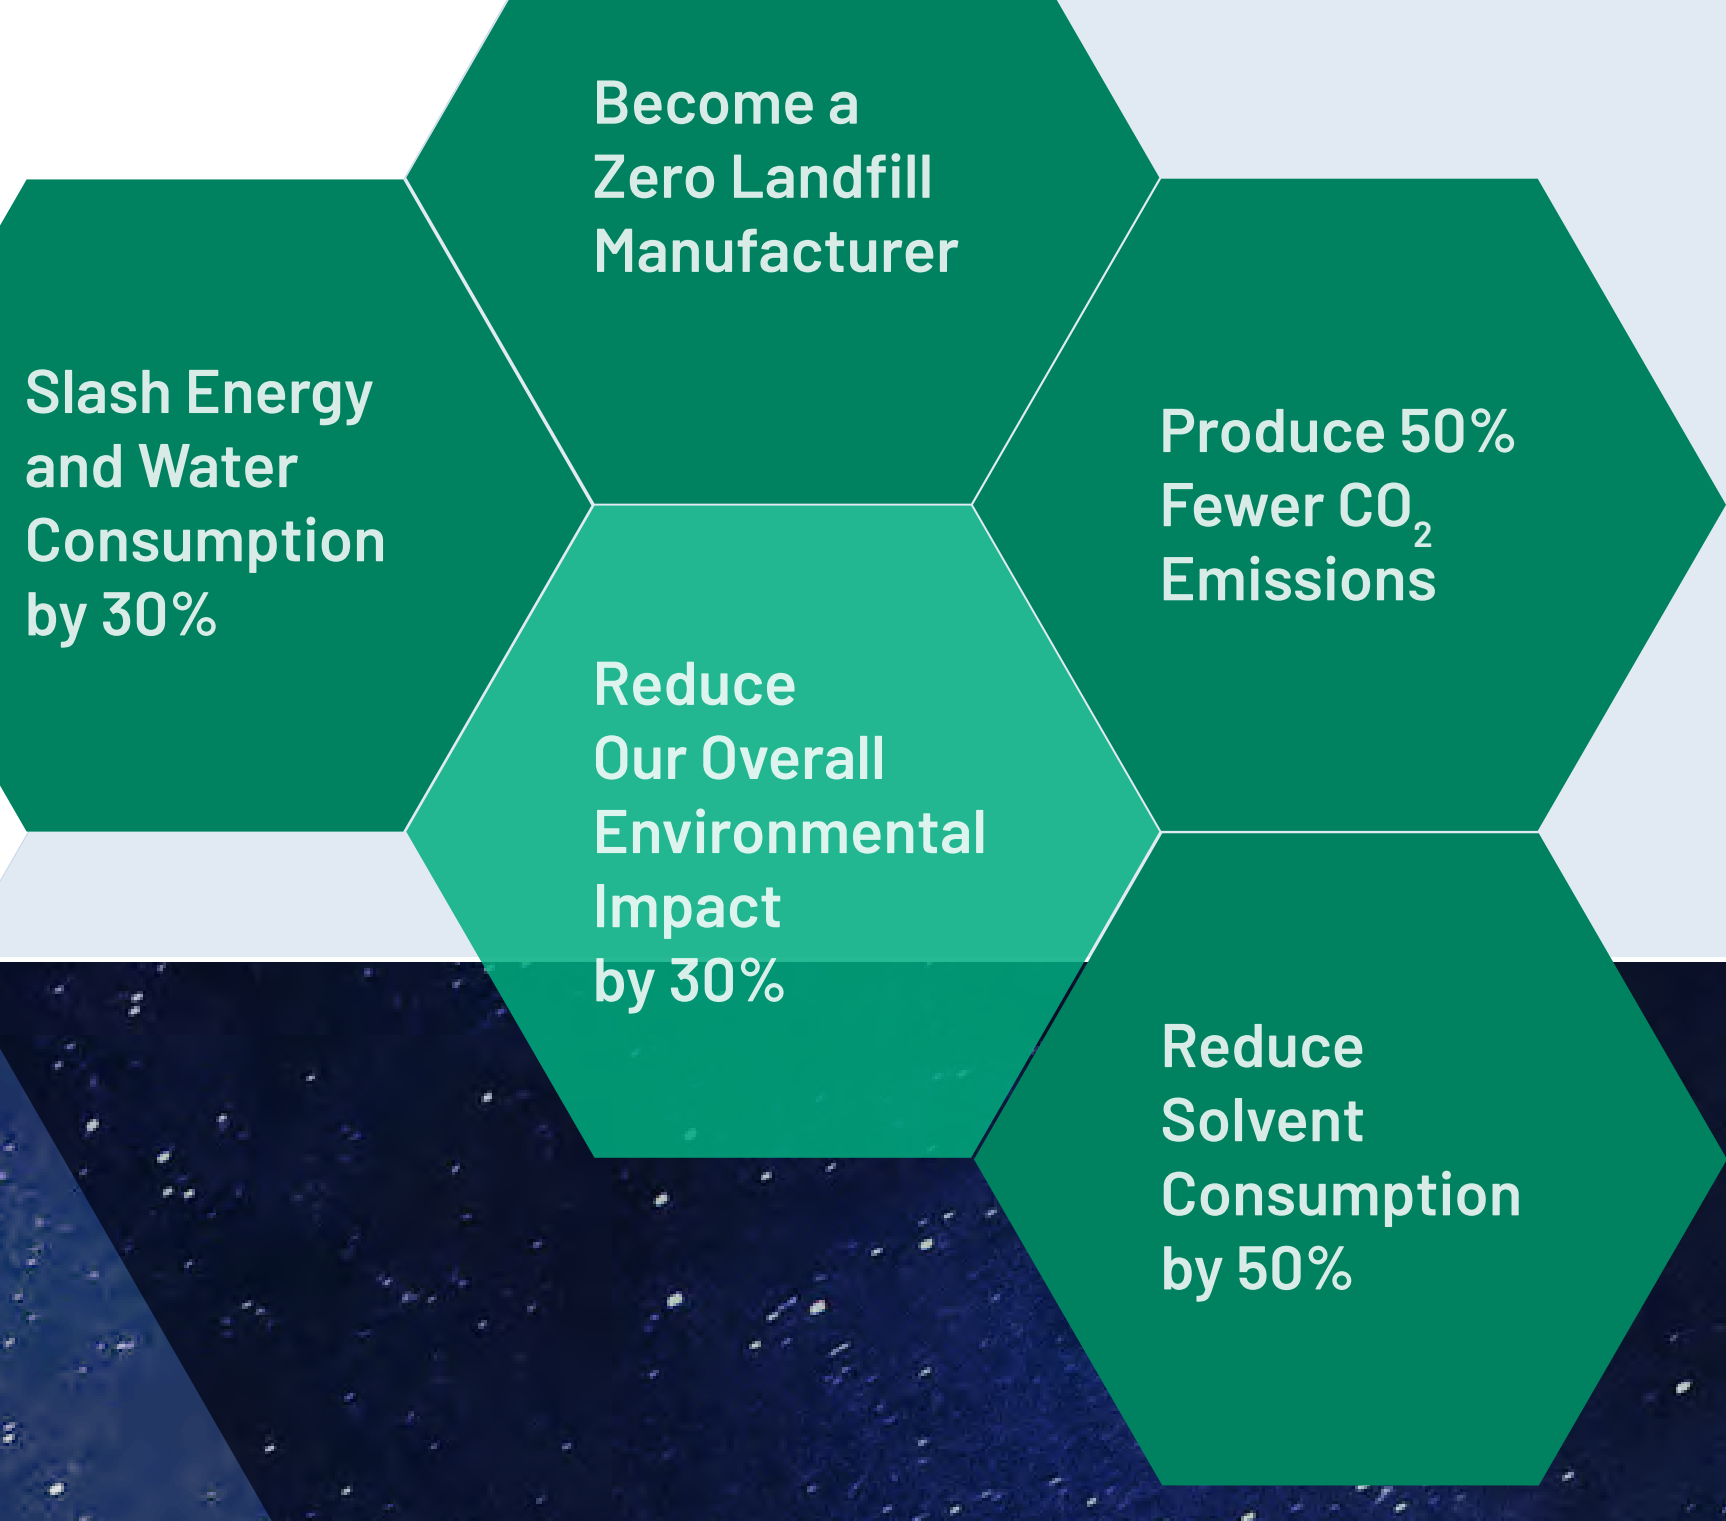 Become a
Zero Landfill
Manufacturer
Slash Energy
and Water
Consumption
by 30%
Produce 50%
Fewer CO₂
Emissions
Reduce
Our Overall
Environmental
Impact
by 30%
Reduce
Solvent
Consumption
by 50%